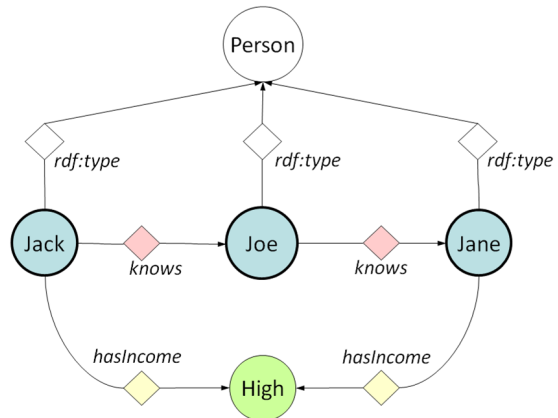 Person
rdf:type
rdf:type
rdf:type
Jack
Joe
Jane
knows
knows
hasIncome
hasIncome
High